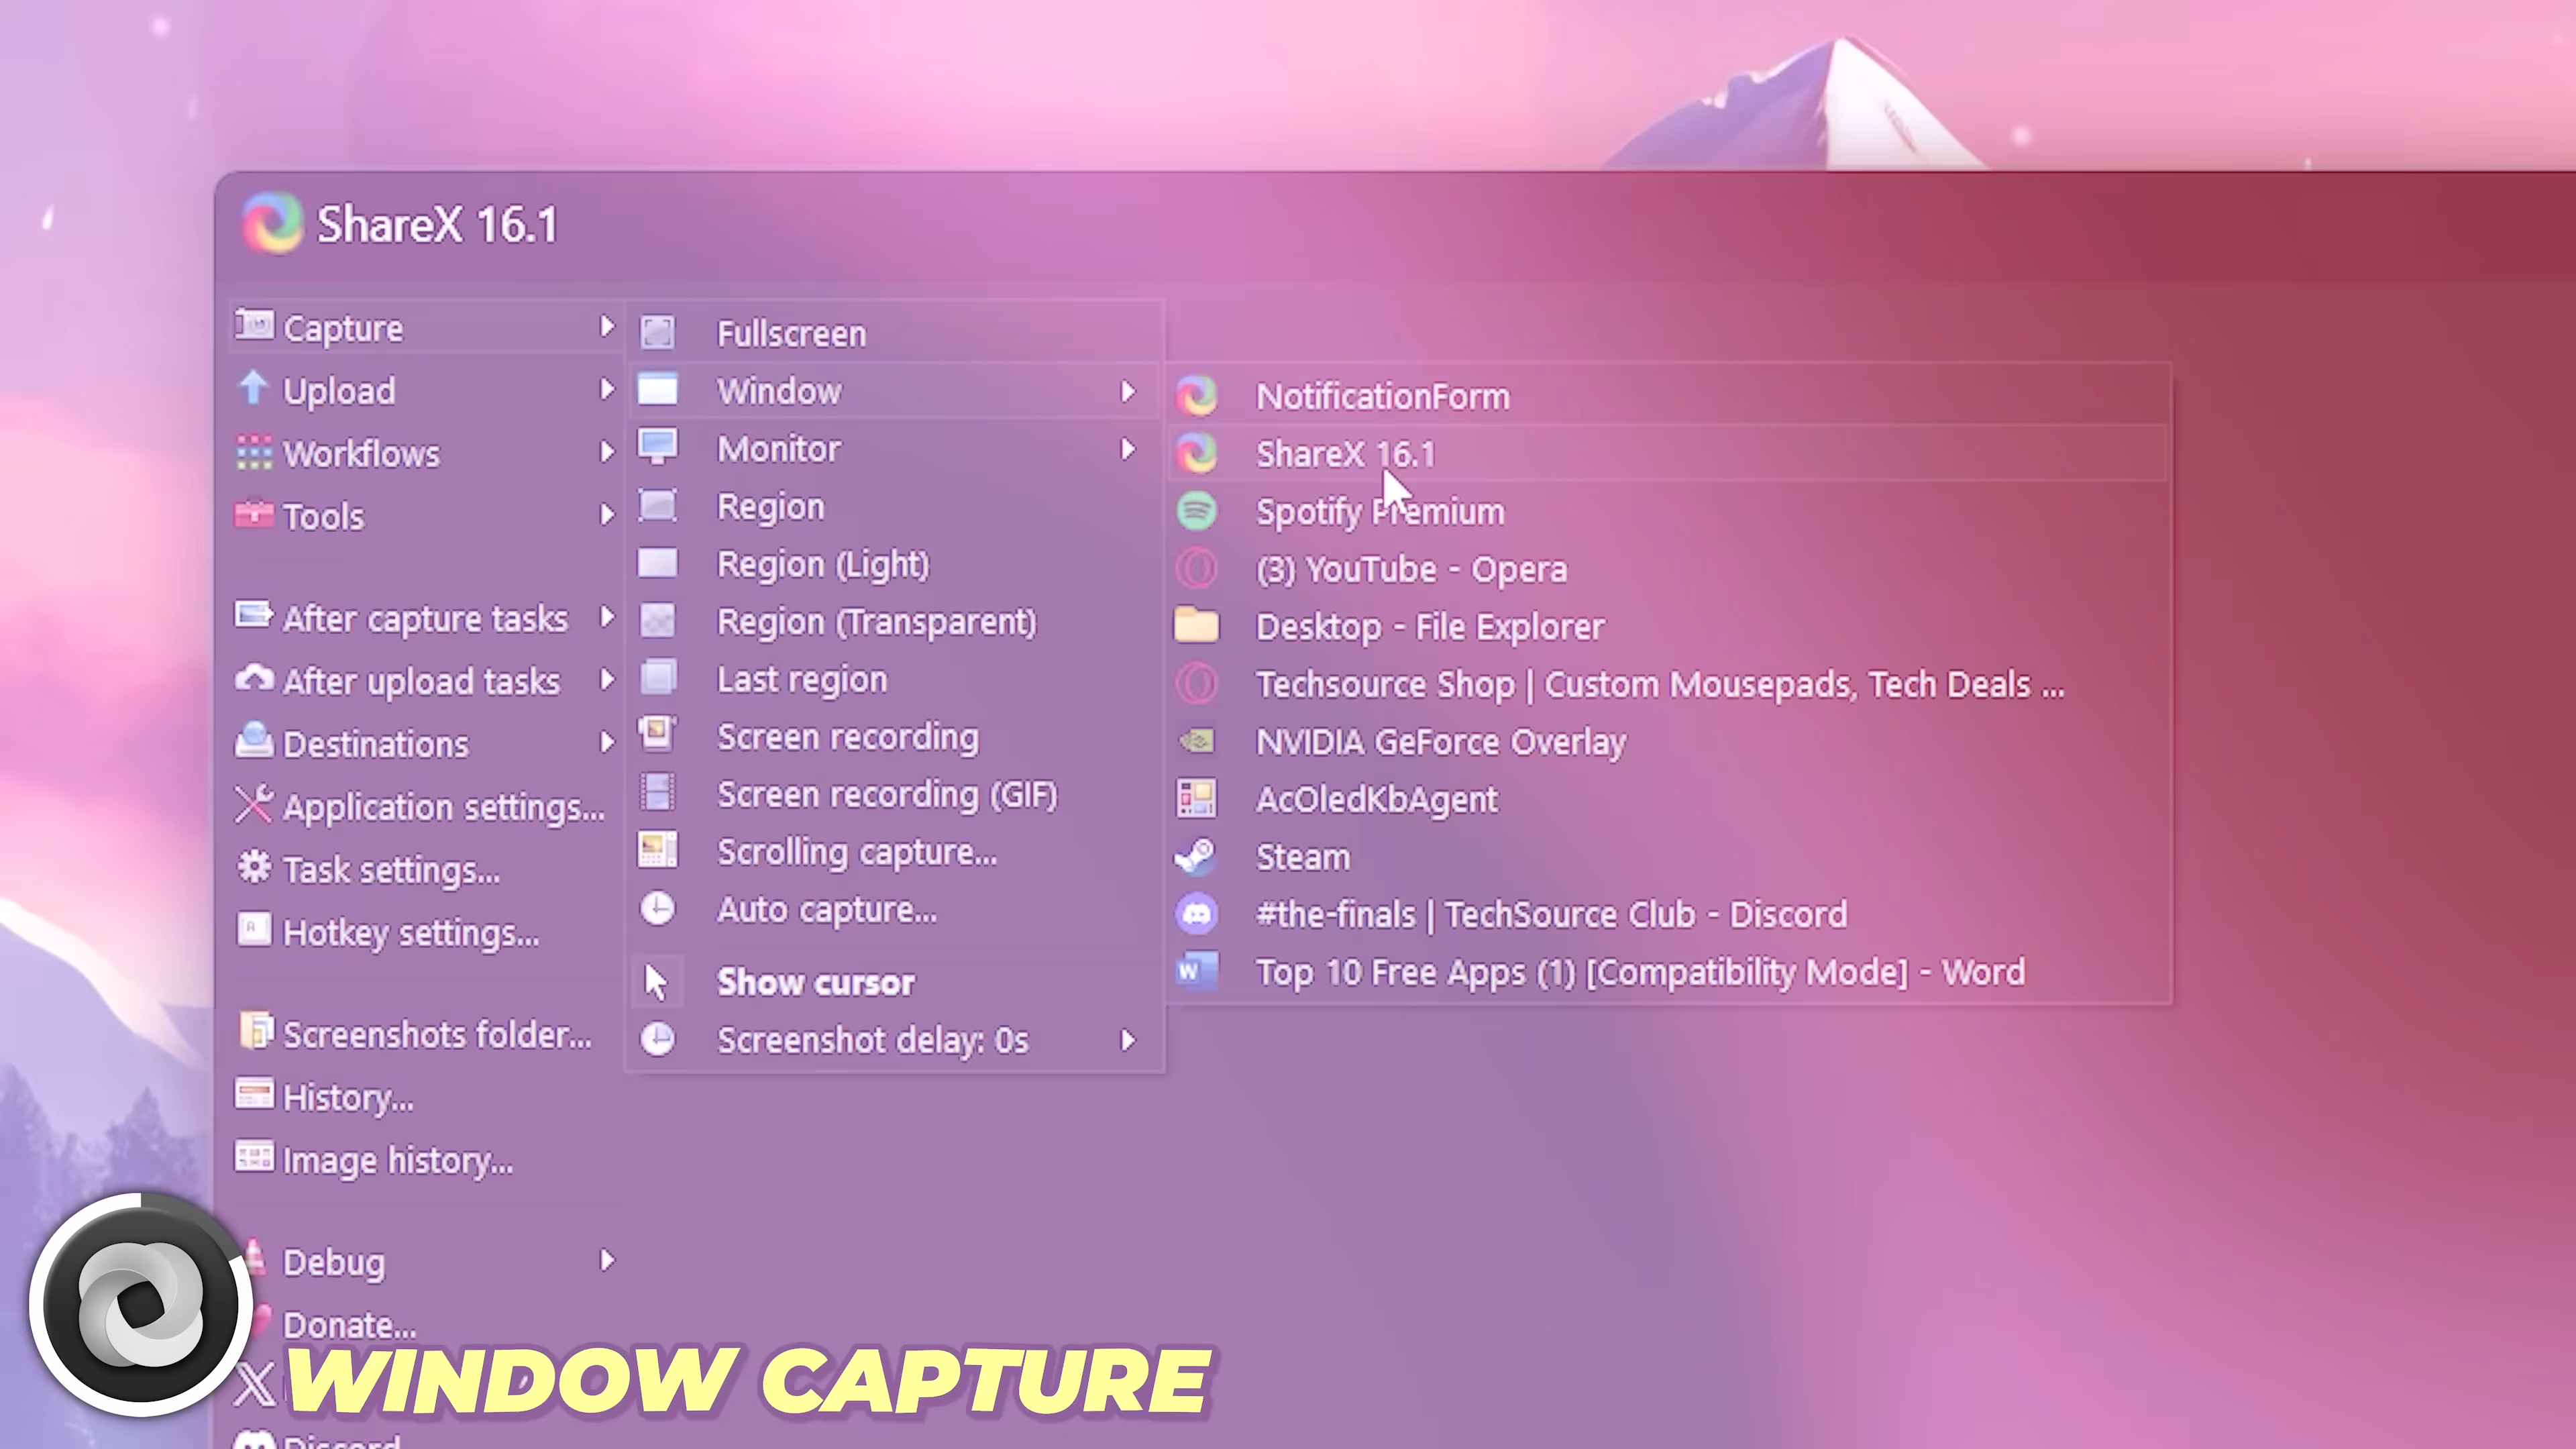 ShareX 16.1
Capture
Upload
Workflows
Tools
After capture tasks
After upload tasks
Destinations
Application settings...
Task settings...
Hotkey settings...
Screenshots folder...
History...
Image history...
Debug
Donate...
Discord
Fullscreen
Window
Monitor
Region
Region (Light)
Region (Transparent)
Last region
Screen recording
Screen recording (GIF)
Scrolling capture...
Auto capture...
Show cursor
Screenshot delay: 0s
NotificationForm
ShareX 16.1
Spotify Premium
(3) YouTube - Opera
Desktop - File Explorer
Techsource Shop | Custom Mousepads, Tech Deals ...
NVIDIA GeForce Overlay
AcOledKbAgent
Steam
#the-finals | TechSource Club - Discord
Top 10 Free Apps (1) [Compatibility Mode] - Word
WINDOW CAPTURE